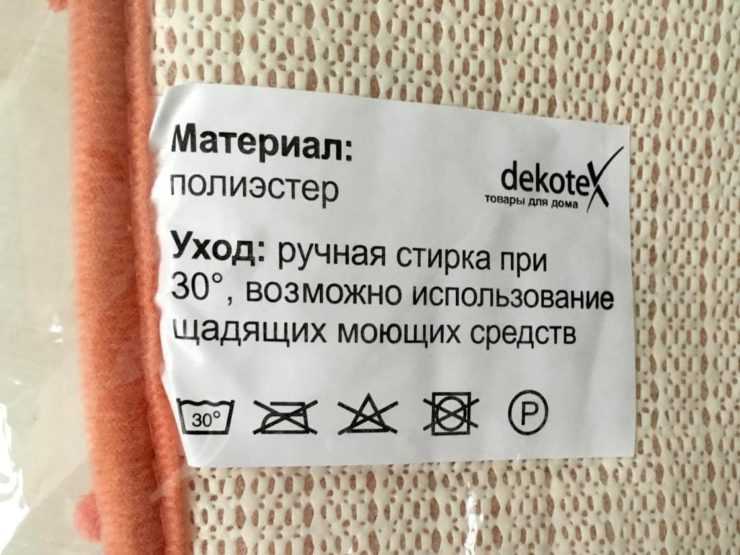 Материал:
полиэстер
dekotex
товары для дома
Уход: ручная стирка при
30°, возможно использование
щадящих моющих средств
30°
P